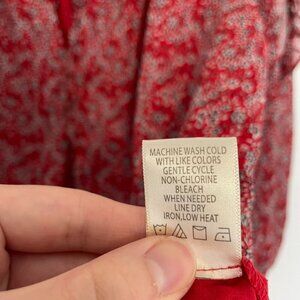 MACHINE WASH COLD
WITH LIKE COLORS
GENTLE CYCLE
NON-CHLORINE
BLEACH
WHEN NEEDED
LINE DRY
IRON,LOW HEAT